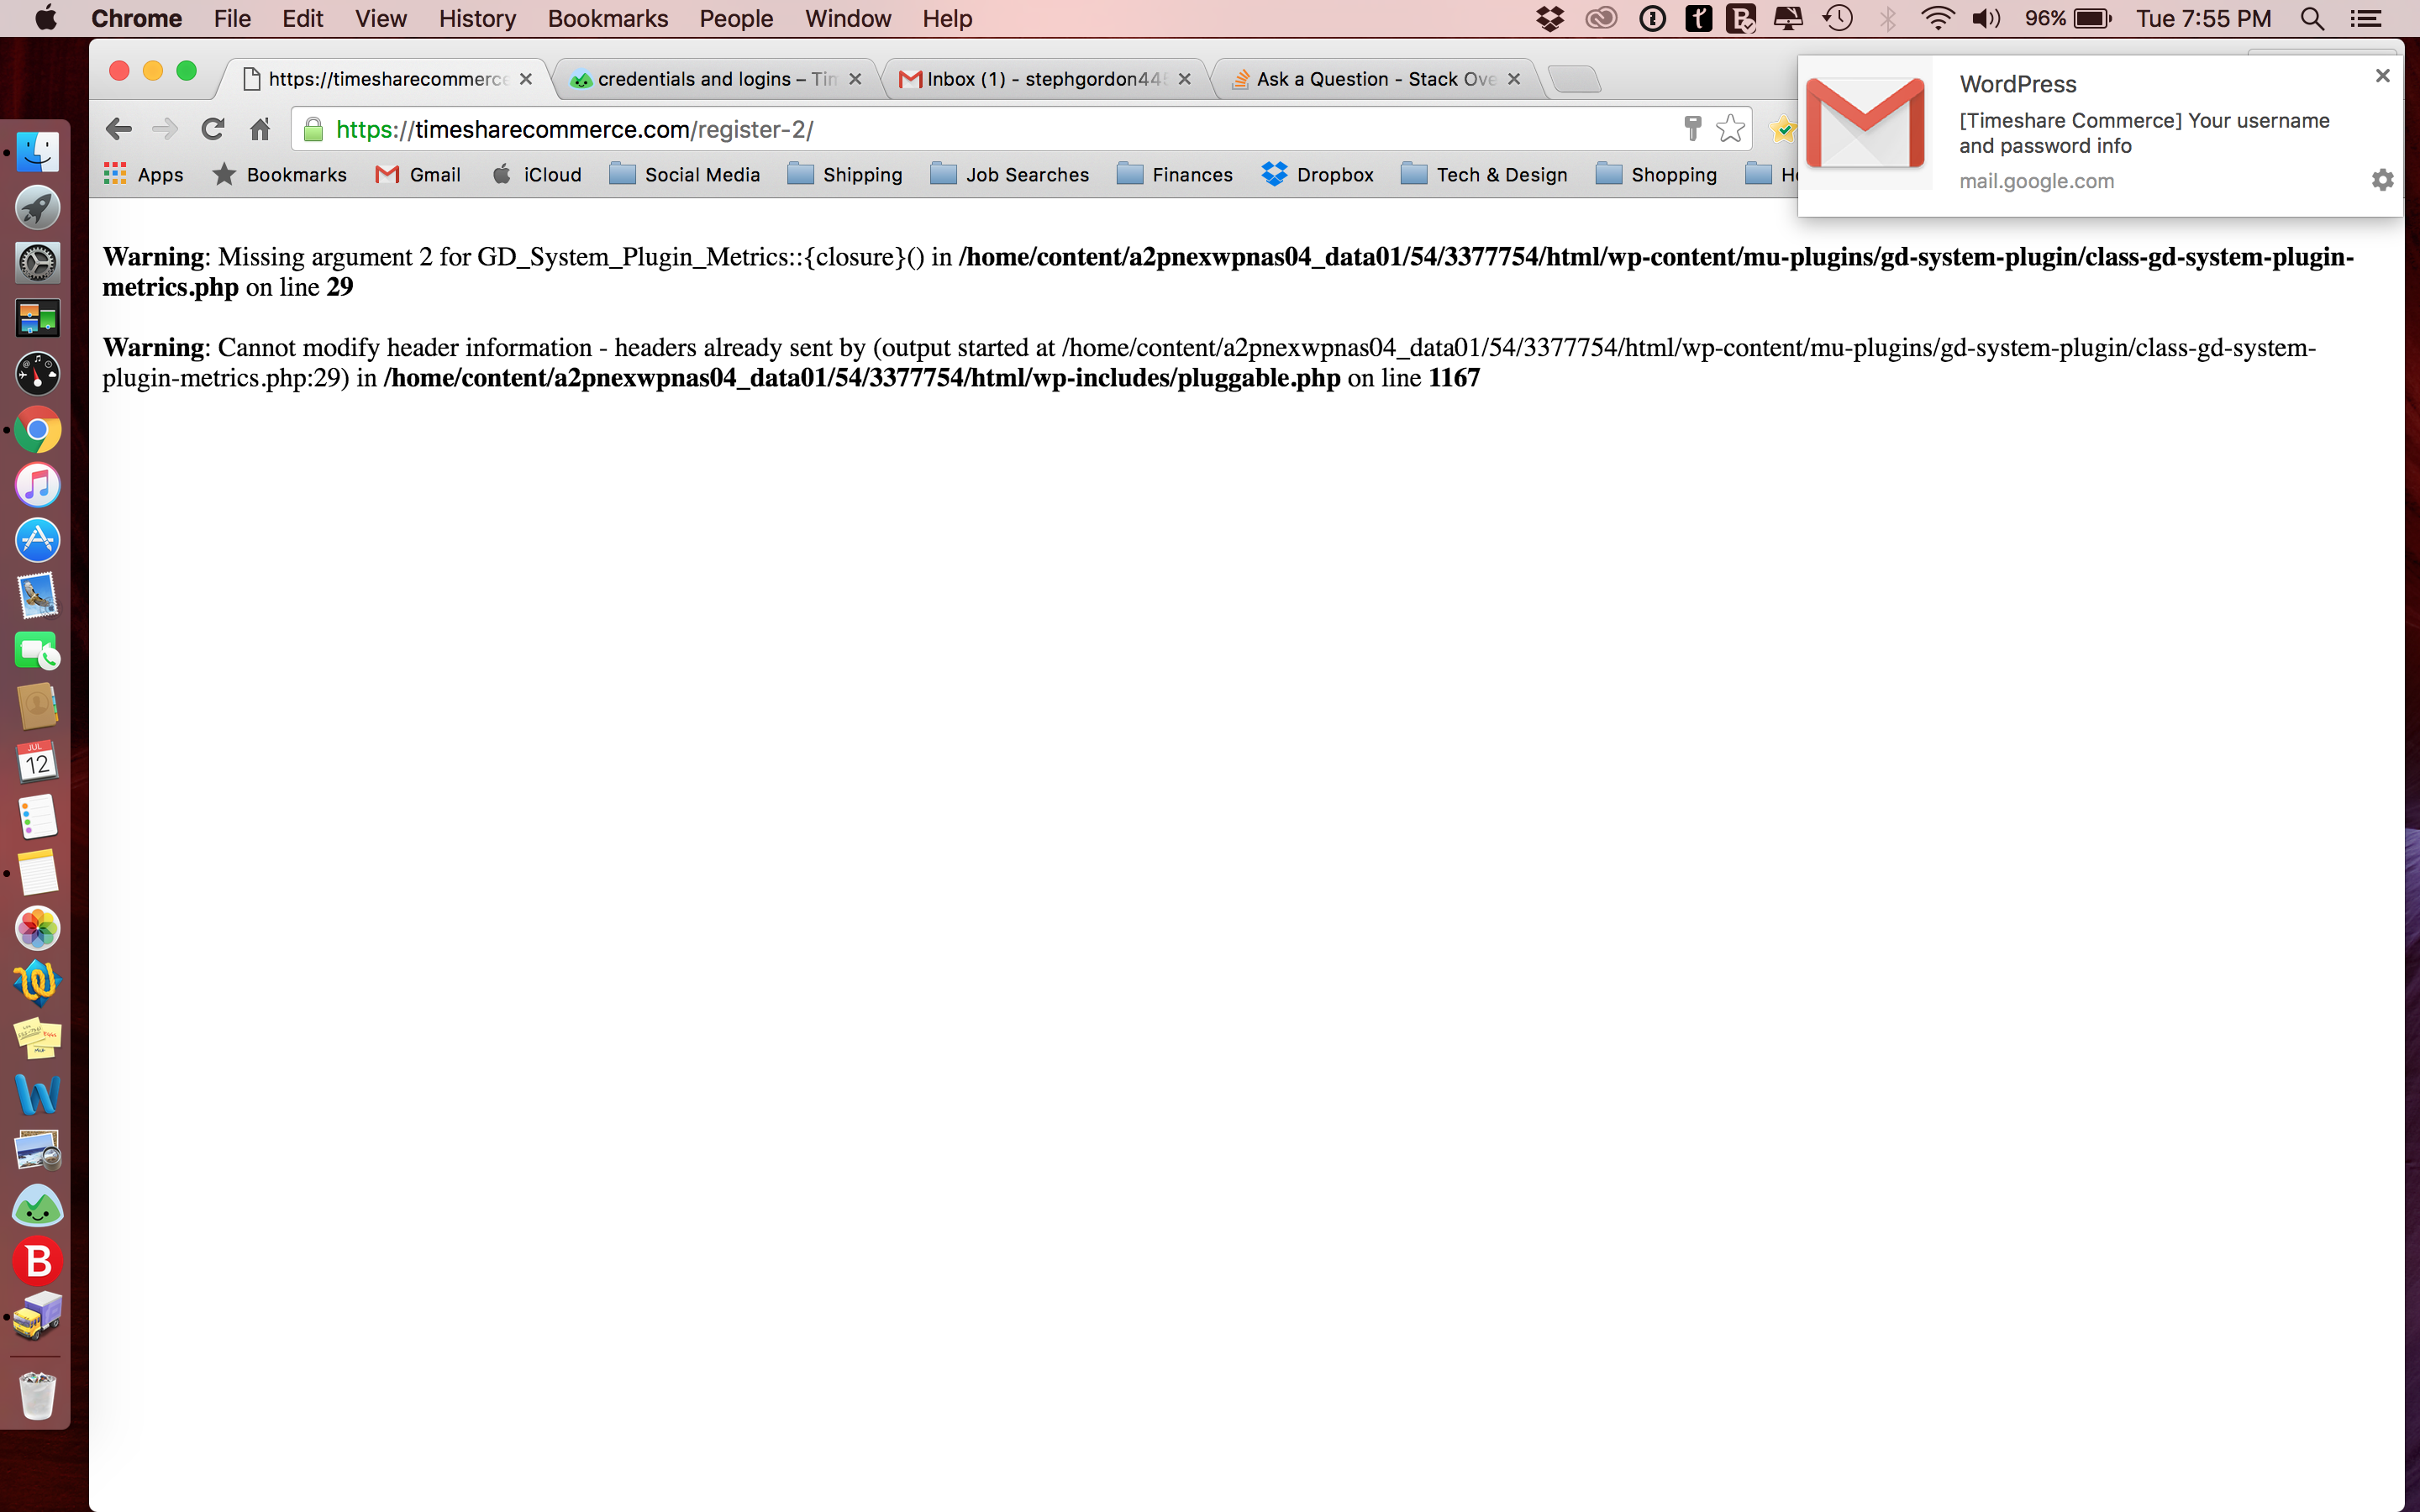 Chrome File Edit View History Bookmarks People Window Help 96% Tue 7:55 PM
https://timesharecommerce credentials and logins – Tim Inbox (1) - stephgordon445 Ask a Question - Stack Ove
https://timesharecommerce.com/register-2/
Apps Bookmarks Gmail iCloud Social Media Shipping Job Searches Finances Dropbox Tech & Design Shopping
WordPress
[Timeshare Commerce] Your username
and password info
mail.google.com
Warning: Missing argument 2 for GD_System_Plugin_Metrics::{closure}() in /home/content/a2pnexwpnas04_data01/54/3377754/html/wp-content/mu-plugins/gd-system-plugin/class-gd-system-plugin-
metrics.php on line 29
Warning: Cannot modify header information - headers already sent by (output started at /home/content/a2pnexwpnas04_data01/54/3377754/html/wp-content/mu-plugins/gd-system-plugin/class-gd-system-
plugin-metrics.php:29) in /home/content/a2pnexwpnas04_data01/54/3377754/html/wp-includes/pluggable.php on line 1167
JUL
12